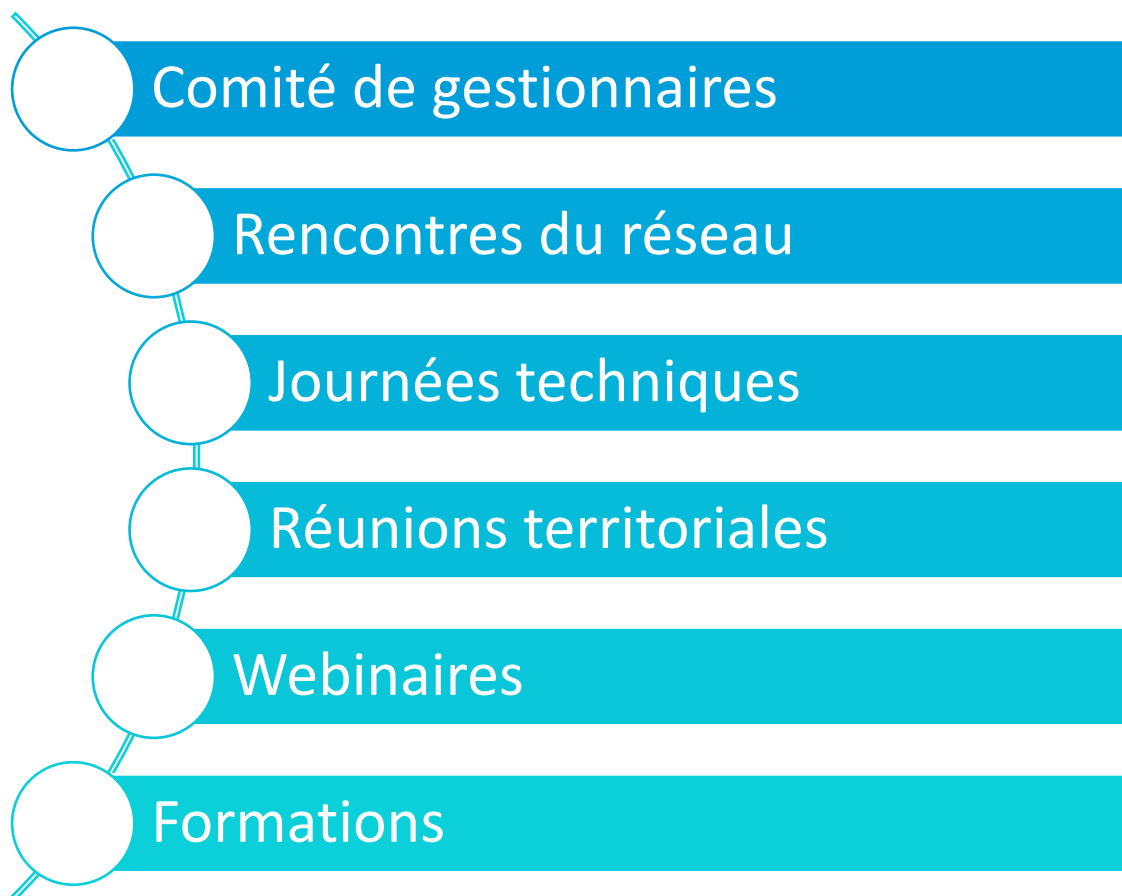 Comité de gestionnaires
Rencontres du réseau
Journées techniques
Réunions territoriales
Webinaires
Formations